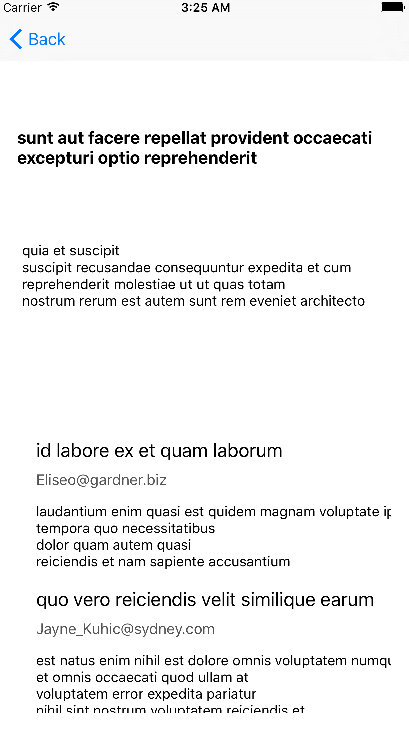 Carrier 3:25 AM
Back
sunt aut facere repellat provident occaecati
excepturi optio reprehenderit
quia et suscipit
suscipit recusandae consequuntur expedita et cum
reprehenderit molestiae ut ut quas totam
nostrum rerum est autem sunt rem eveniet architecto
id labore ex et quam laborum
Eliseo@gardner.biz
laudantium enim quasi est quidem magnam voluptate
tempora quo necessitatibus
dolor quam autem quasi
reiciendis et nam sapiente accusantium
quo vero reiciendis velit similique earum
Jayne_Kuhic@sydney.com
est natus enim nihil est dolore omnis voluptatem numqu
et omnis occaecati quod ullam at
voluptatem error expedita pariatur
nihil sint nostrum voluptatem reiciendis et